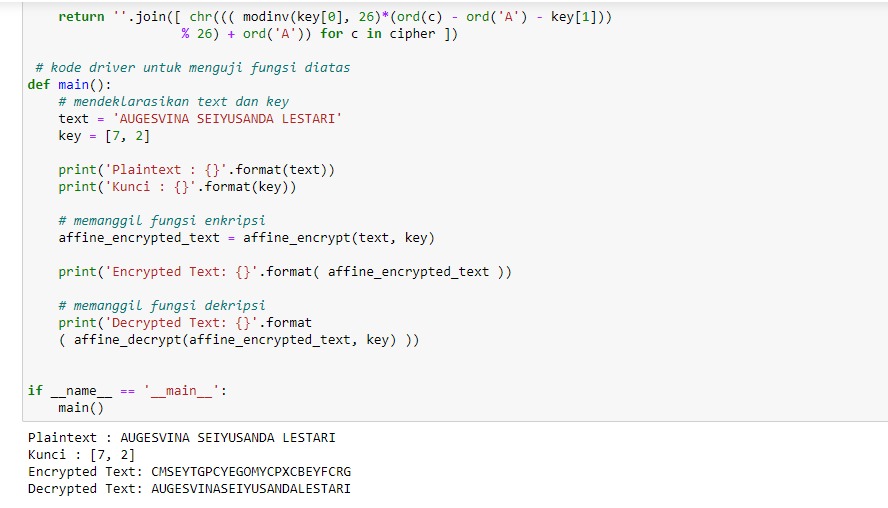 return ''.join([ chr((( modinv(key[0], 26)*(ord(c) - ord('A') - key[1]))
% 26) + ord('A')) for c in cipher ])
# kode driver untuk menguji fungsi diatas
def main():
# mendeklarasikan text dan key
text = 'AUGESVINA SEIYUSANDA LESTARI'
key = [7, 2]
print('Plaintext : {}'.format(text))
print('Kunci : {}'.format(key))
# memanggil fungsi enkripsi
affine_encrypted_text = affine_encrypt(text, key)
print('Encrypted Text: {}'.format( affine_encrypted_text ))
# memanggil fungsi dekripsi
print('Decrypted Text: {}'.format
( affine_decrypt(affine_encrypted_text, key) ))
if __name__ == '__main__':
main()
Plaintext : AUGESVINA SEIYUSANDA LESTARI
Kunci : [7, 2]
Encrypted Text: CMSEYTGPCYEGOMYCPXCBEYFCRG
Decrypted Text: AUGESVINASEIYUSANDALESTARI